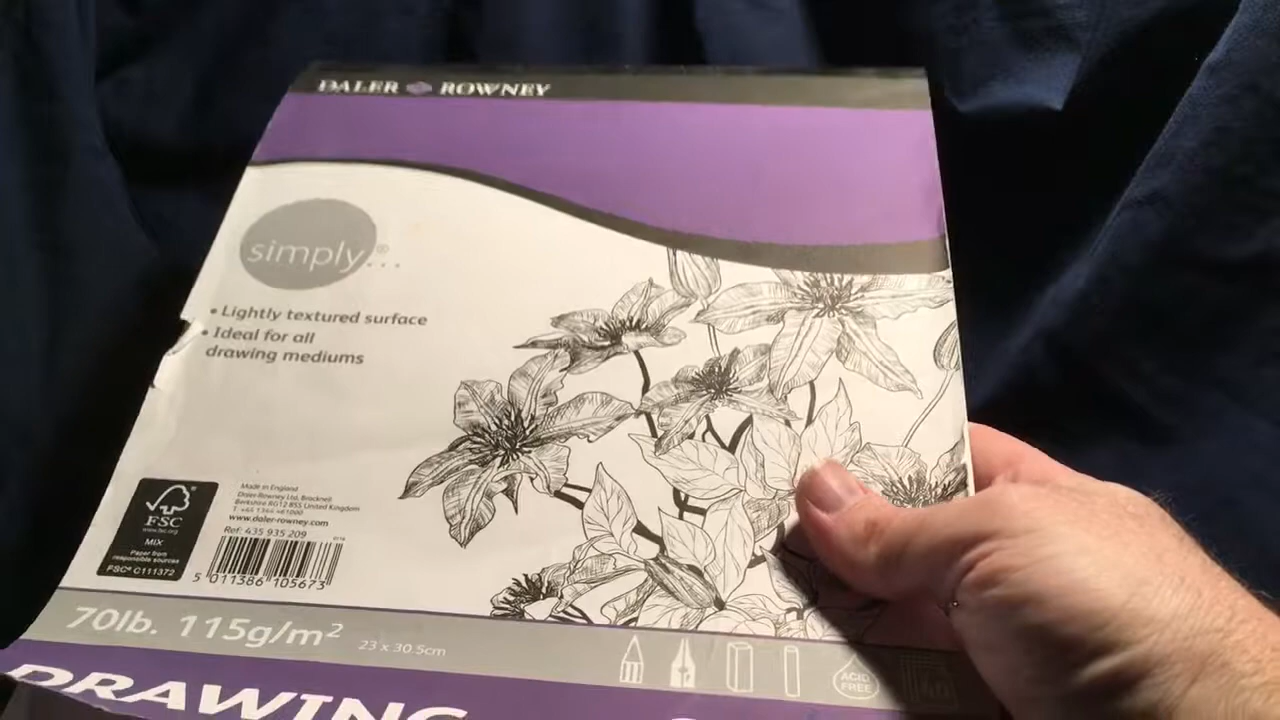 DALER ROWNEY
simply...®
• Lightly textured surface
• Ideal for all
drawing mediums
FSC
www.fsc.org
MIX
Paper from
responsible sources
FSC® C111372
Made in England
Daler-Rowney Ltd, Bracknell
Berkshire RG12 8SS United Kingdom
T. +44 1344 461000
www.daler-rowney.com
Ref: 435 935 209
5 011386 105673
70lb. 115g/m²
23 x 30.5cm
ACID
FREE
40
DRAWING